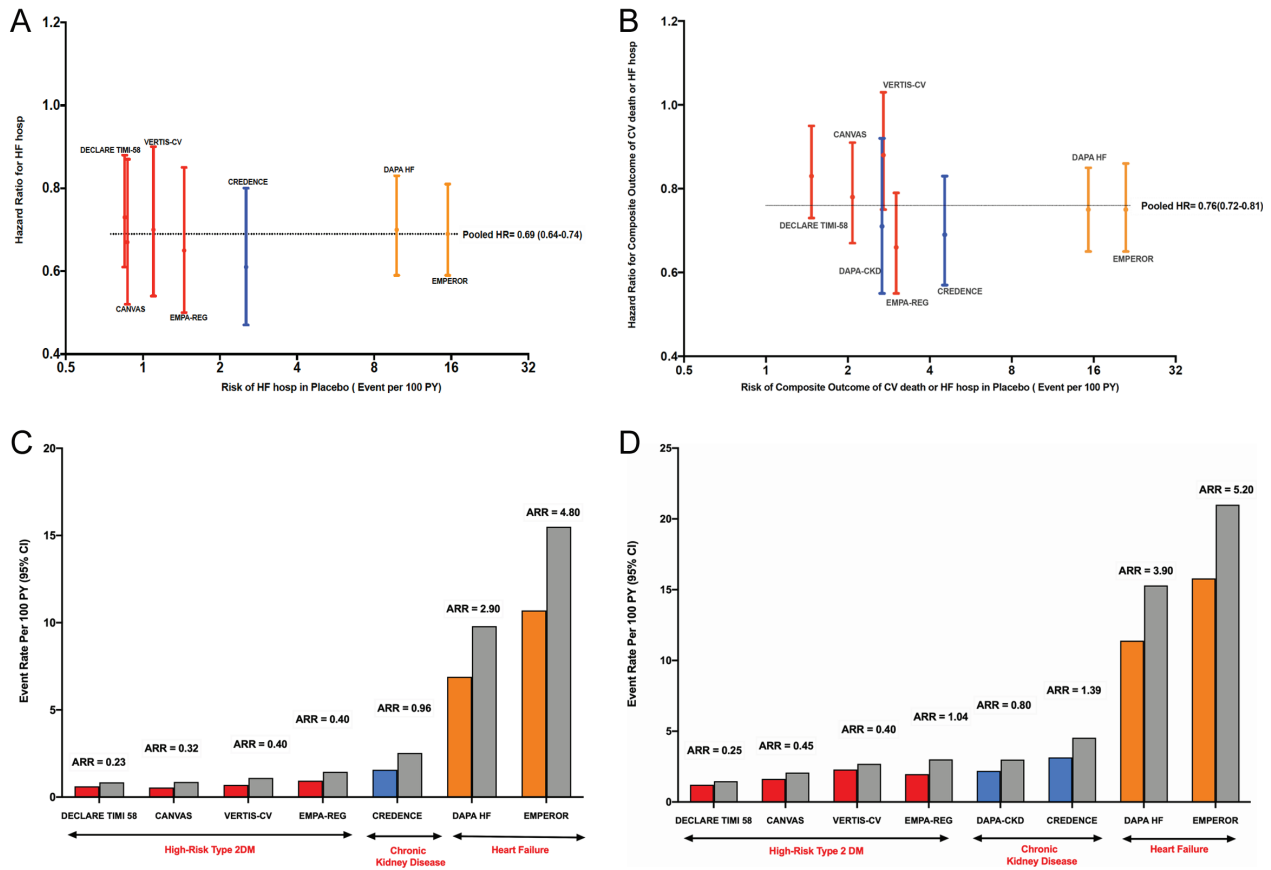 A
Hazard Ratio for HF hosp
1.2
1.0
0.8
0.6
0.4
DECLARE TIMI-58
VERTIS-CV
CREDENCE
DAPA HF
Pooled HR= 0.69 (0.64-0.74)
CANVAS
EMPA-REG
EMPEROR
0.5 1 2 4 8 16 32
Risk of HF hosp in Placebo ( Event per 100 PY)
B
Hazard Ratio for Composite Outcome of CV death or HF hosp
1.2
1.0
0.8
0.6
0.4
VERTIS-CV
CANVAS
DAPA HF
Pooled HR= 0.76(0.72-0.81)
DECLARE TIMI-58
DAPA-CKD
EMPEROR
EMPA-REG
CREDENCE
0.5 1 2 4 8 16 32
Risk of Composite Outcome of CV death or HF hosp in Placebo ( Event per 100 PY)
C
Event Rate Per 100 PY (95% CI)
20
15
10
5
0
ARR = 0.23
ARR = 0.32
ARR = 0.40
ARR = 0.40
ARR = 0.96
ARR = 2.90
ARR = 4.80
DECLARE TIMI 58 CANVAS VERTIS-CV EMPA-REG CREDENCE DAPA HF EMPEROR
High-Risk Type 2DM
Chronic
Kidney Disease
Heart Failure
D
Event Rate Per 100 PY (95% CI)
25
20
15
10
5
0
ARR = 0.25
ARR = 0.45
ARR = 0.40
ARR = 1.04
ARR = 0.80
ARR = 1.39
ARR = 3.90
ARR = 5.20
DECLARE TIMI 58 CANVAS VERTIS-CV EMPA-REG DAPA-CKD CREDENCE DAPA HF EMPEROR
High-Risk Type 2 DM
Chronic
Kidney Disease
Heart Failure